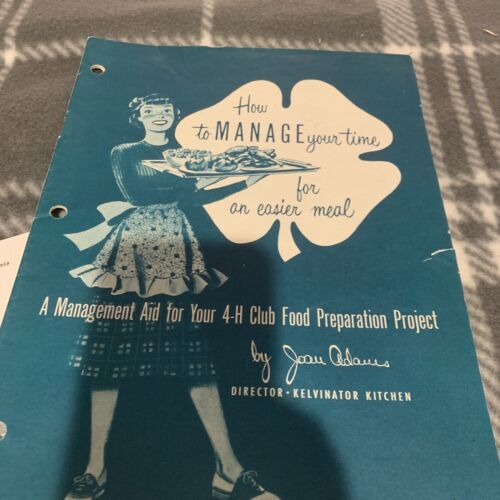 How
to MANAGE your time
for
an easier meal
A Management Aid for Your 4-H Club Food Preparation Project
by Joan Adams
DIRECTOR · KELVINATOR KITCHEN